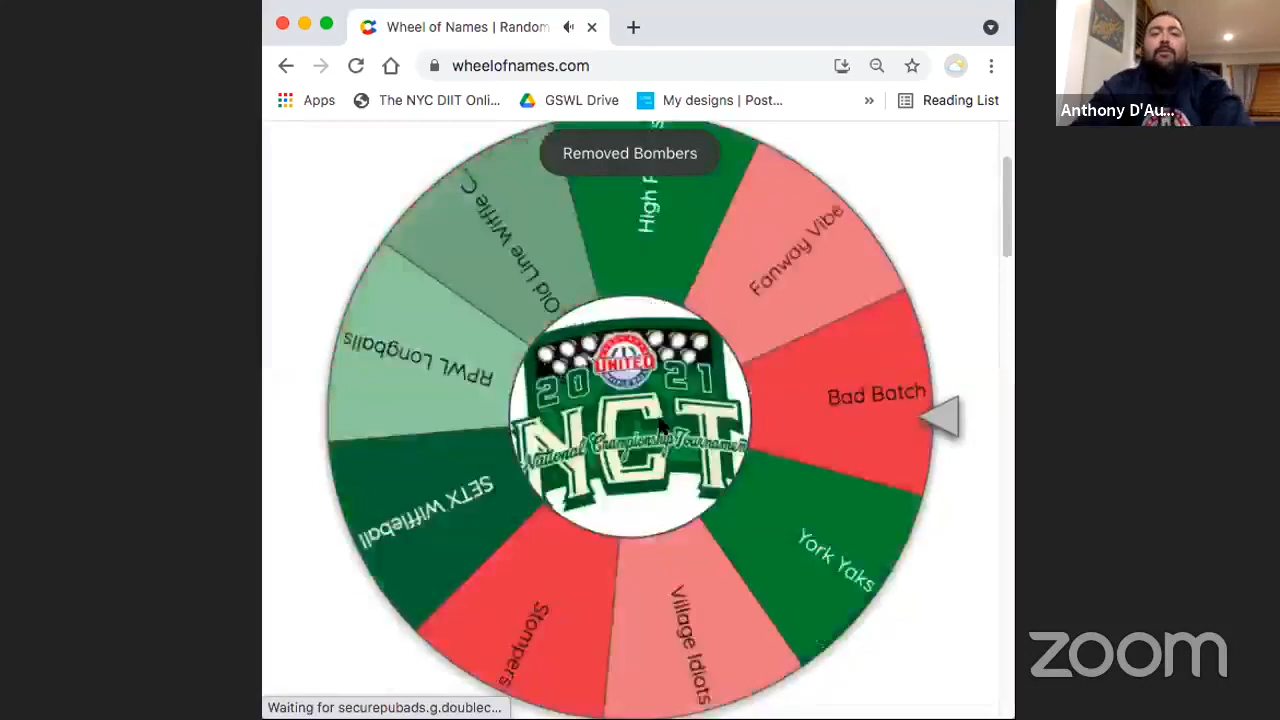 Wheel of Names | Random
wheelofnames.com
Apps
The NYC DIIT Onli...
GSWL Drive
My designs | Post...
»
Reading List
Anthony D'Au...
Removed Bombers
High F
Fanway Vibe
Bad Batch
York Yaks
Village Idiots
Stompers
SETX Wiffleball
RPWL Longballs
Old Line Wiffle C..
UNITED
2021
NCT
National Championship Tournament
Waiting for securepubads.g.doublec...
zoom